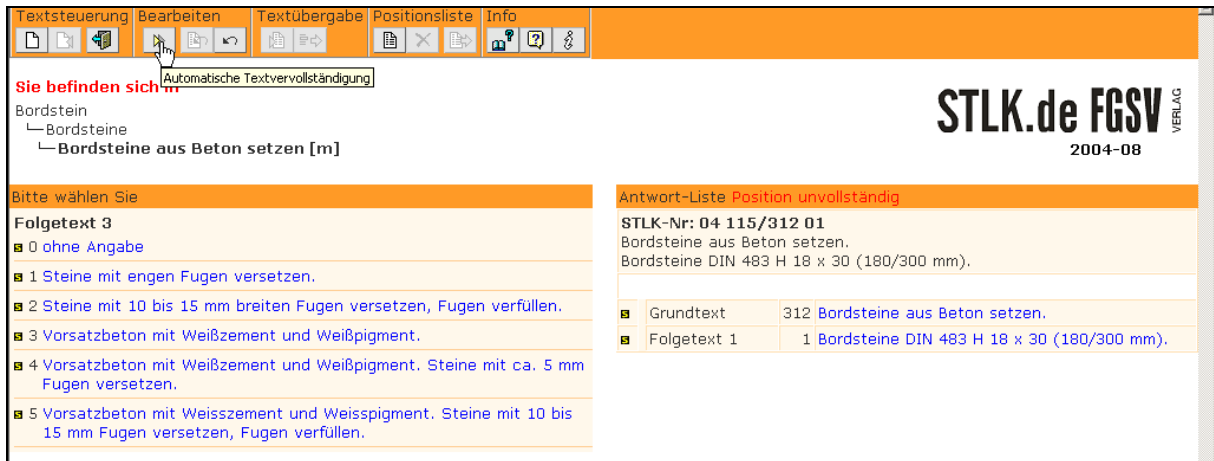 Textsteuerung Bearbeiten Textübergabe Positionsliste Info
Automatische Textvervollständigung
Sie befinden sich in
Bordstein
Bordsteine
Bordsteine aus Beton setzen [m]
STLK.de FGSV VERLAG
2004-08
Bitte wählen Sie
Folgetext 3
0 ohne Angabe
1 Steine mit engen Fugen versetzen.
2 Steine mit 10 bis 15 mm breiten Fugen versetzen, Fugen verfüllen.
3 Vorsatzbeton mit Weißzement und Weißpigment.
4 Vorsatzbeton mit Weißzement und Weißpigment. Steine mit ca. 5 mm
Fugen versetzen.
5 Vorsatzbeton mit Weisszement und Weisspigment. Steine mit 10 bis
15 mm Fugen versetzen, Fugen verfüllen.
Antwort-Liste Position unvollständig
STLK-Nr: 04 115/312 01
Bordsteine aus Beton setzen.
Bordsteine DIN 483 H 18 x 30 (180/300 mm).
Grundtext 312 Bordsteine aus Beton setzen.
Folgetext 1 1 Bordsteine DIN 483 H 18 x 30 (180/300 mm).